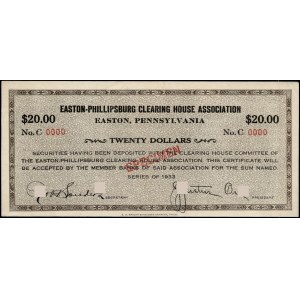 EASTON-PHILLIPSBURG CLEARING HOUSE ASSOCIATION
$20.00 EASTON, PENNSYLVANIA $20.00
No. C 0000 No. C 0000
TWENTY DOLLARS
SPECIMEN
SECURITIES HAVING BEEN DEPOSITED WITH THE CLEARING HOUSE COMMITTEE OF
THE EASTON-PHILLIPSBURG CLEARING HOUSE ASSOCIATION, THIS CERTIFICATE WILL
BE ACCEPTED BY THE MEMBER BANKS OF SAID ASSOCIATION FOR THE SUM NAMED.
SERIES OF 1933
SECRETARY